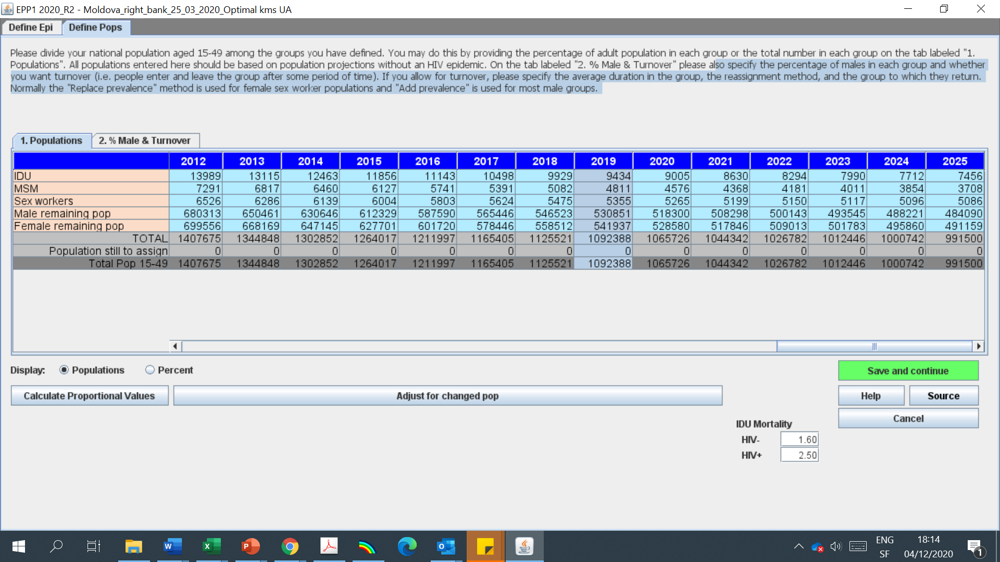 EPP1 2020_R2 - Moldova_right_bank_25_03_2020_Optimal kms UA
Define Epi Define Pops
Please divide your national population aged 15-49 among the groups you have defined. You may do this by providing the percentage of adult population in each group or the total number in each group on the tab labeled "1.
Populations". All populations entered here should be based on population projections without an HIV epidemic. On the tab labeled "2. % Male & Turnover" please also specify the percentage of males in each group and whether
you want turnover (i.e. people enter and leave the group after some period of time). If you allow for turnover, please specify the average duration in the group, the reassignment method, and the group to which they return.
Normally the "Replace prevalence" method is used for female sex worker populations and "Add prevalence" is used for most male groups.
1. Populations 2. % Male & Turnover
2012 2013 2014 2015 2016 2017 2018 2019 2020 2021 2022 2023 2024 2025
IDU 13989 13115 12463 11856 11143 10498 9929 9434 9005 8630 8294 7990 7712 7456
MSM 7291 6817 6460 6127 5741 5391 5082 4811 4576 4368 4181 4011 3854 3708
Sex workers 6526 6286 6139 6004 5803 5624 5475 5355 5265 5199 5150 5117 5096 5086
Male remaining pop 680313 650461 630646 612329 587590 565446 546523 530851 518300 508298 500143 493545 488221 484090
Female remaining pop 699556 668169 647145 627701 601720 578446 558512 541937 528580 517846 509013 501783 495860 491159
TOTAL 1407675 1344848 1302852 1264017 1211997 1165405 1125521 1092388 1065726 1044342 1026782 1012446 1000742 991500
Population still to assign 0 0 0 0 0 0 0 0 0 0 0 0 0 0
Total Pop 15-49 1407675 1344848 1302852 1264017 1211997 1165405 1125521 1092388 1065726 1044342 1026782 1012446 1000742 991500
Display: Populations Percent
Save and continue
Calculate Proportional Values Adjust for changed pop Help Source
Cancel
IDU Mortality
HIV- 1.60
HIV+ 2.50
ENG 18:14
SF 04/12/2020
1